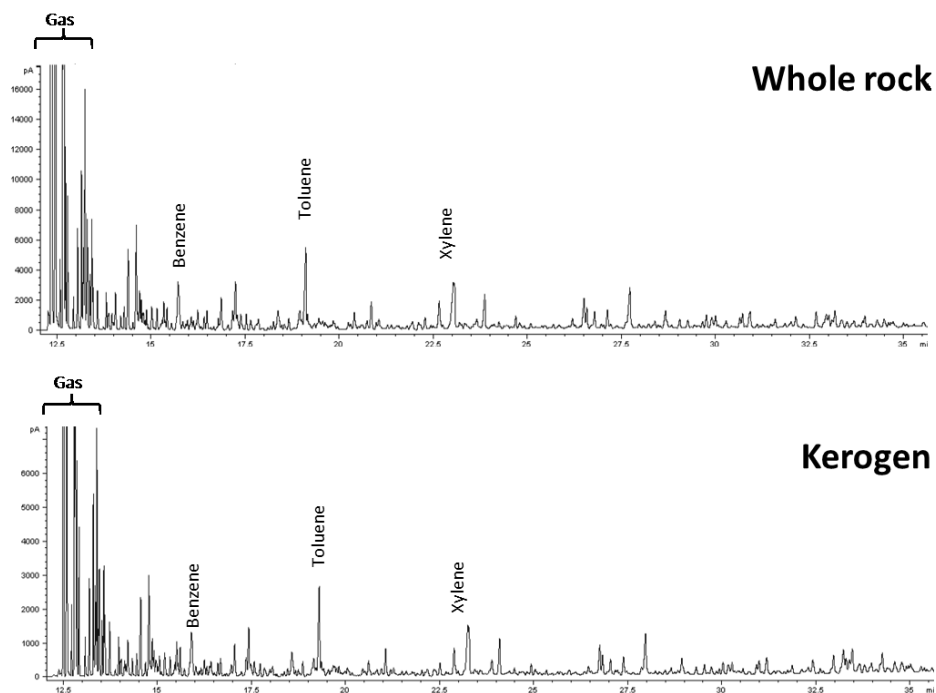 Gas
pA
Whole rock
16000
14000
12000
10000
8000
6000
4000
2000
0
Benzene
Toluene
Xylene
12.5 15 17.5 20 22.5 25 27.5 30 32.5 35 mi
Gas
pA
Kerogen
7000
6000
5000
4000
3000
2000
1000
0
Benzene
Toluene
Xylene
12.5 15 17.5 20 22.5 25 27.5 30 32.5 35 mi